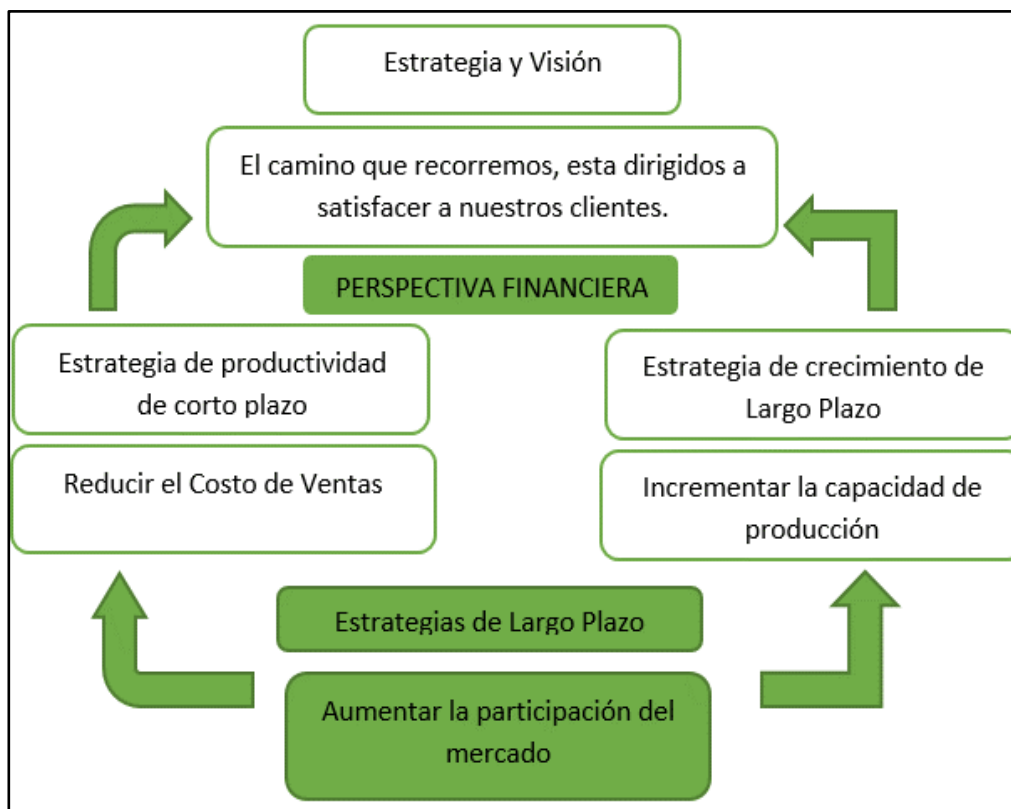 Estrategia y Visión
El camino que recorremos, esta dirigidos a
satisfacer a nuestros clientes.
PERSPECTIVA FINANCIERA
Estrategia de productividad
de corto plazo
Reducir el Costo de Ventas
Estrategia de crecimiento de
Largo Plazo
Incrementar la capacidad de
producción
Estrategias de Largo Plazo
Aumentar la participación del
mercado